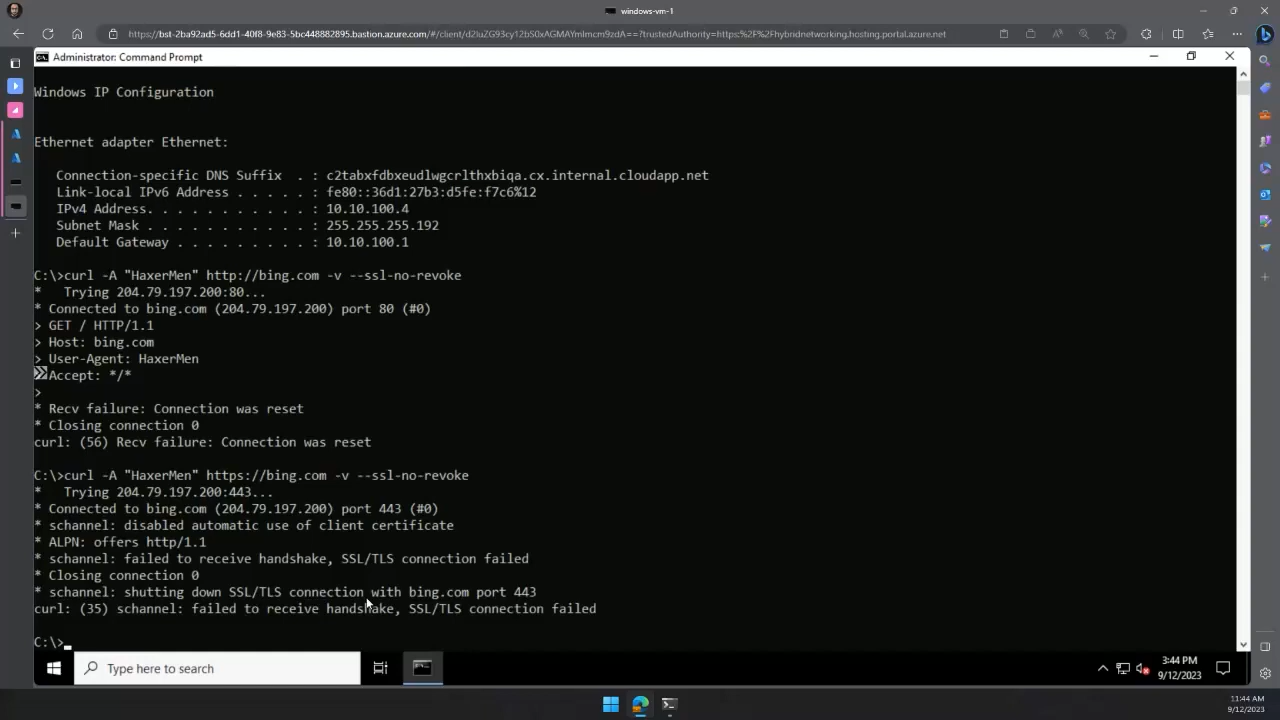 windows-vm-1
https://bst-2ba92ad5-6dd1-40f8-9e83-5bc448882895.bastion.azure.com/#/client/d2luZG93cy12bS0xAGMAYmlmcm9zdA==?trustedAuthority=https:%2F%2Fhybridnetworking.hosting.portal.azure.net
Administrator: Command Prompt
Windows IP Configuration
Ethernet adapter Ethernet:
Connection-specific DNS Suffix  . : c2tabxfdbxeudlwgcrlthxbiqa.cx.internal.cloudapp.net
Link-local IPv6 Address . . . . . : fe80::36d1:27b3:d5fe:f7c6%12
IPv4 Address. . . . . . . . . . . : 10.10.100.4
Subnet Mask . . . . . . . . . . . : 255.255.255.192
Default Gateway . . . . . . . . . : 10.10.100.1
C:\>curl -A "HaxerMen" http://bing.com -v --ssl-no-revoke
*   Trying 204.79.197.200:80...
* Connected to bing.com (204.79.197.200) port 80 (#0)
> GET / HTTP/1.1
> Host: bing.com
> User-Agent: HaxerMen
Accept: */*
>
* Recv failure: Connection was reset
* Closing connection 0
curl: (56) Recv failure: Connection was reset
C:\>curl -A "HaxerMen" https://bing.com -v --ssl-no-revoke
*   Trying 204.79.197.200:443...
* Connected to bing.com (204.79.197.200) port 443 (#0)
* schannel: disabled automatic use of client certificate
* ALPN: offers http/1.1
* schannel: failed to receive handshake, SSL/TLS connection failed
* Closing connection 0
* schannel: shutting down SSL/TLS connection with bing.com port 443
curl: (35) schannel: failed to receive handshake, SSL/TLS connection failed
C:\>
Type here to search
3:44 PM
9/12/2023
11:44 AM
9/12/2023